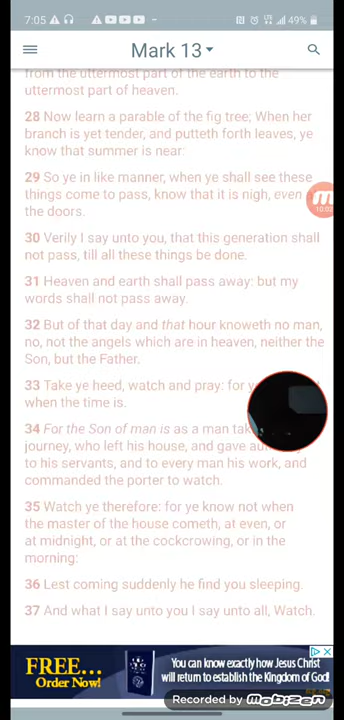 7:05 49%
Mark 13
from the uttermost part of the earth to the
uttermost part of heaven.
28 Now learn a parable of the fig tree; When her
branch is yet tender, and putteth forth leaves, ye
know that summer is near:
29 So ye in like manner, when ye shall see these
things come to pass, know that it is nigh, even
the doors.
10:02
30 Verily I say unto you, that this generation shall
not pass, till all these things be done.
31 Heaven and earth shall pass away: but my
words shall not pass away.
32 But of that day and that hour knoweth no man,
no, not the angels which are in heaven, neither the
Son, but the Father.
33 Take ye heed, watch and pray: for
when the time is.
34 For the Son of man is as a man
journey, who left his house, and gave
to his servants, and to every man his work, and
commanded the porter to watch.
35 Watch ye therefore: for ye know not when
the master of the house cometh, at even, or
at midnight, or at the cockcrowing, or in the
morning:
36 Lest coming suddenly he find you sleeping.
37 And what I say unto you I say unto all, Watch.
FREE... Order Now!
You can know exactly how Jesus Christ
will return to establish the Kingdom of God!
Recorded by mobizen